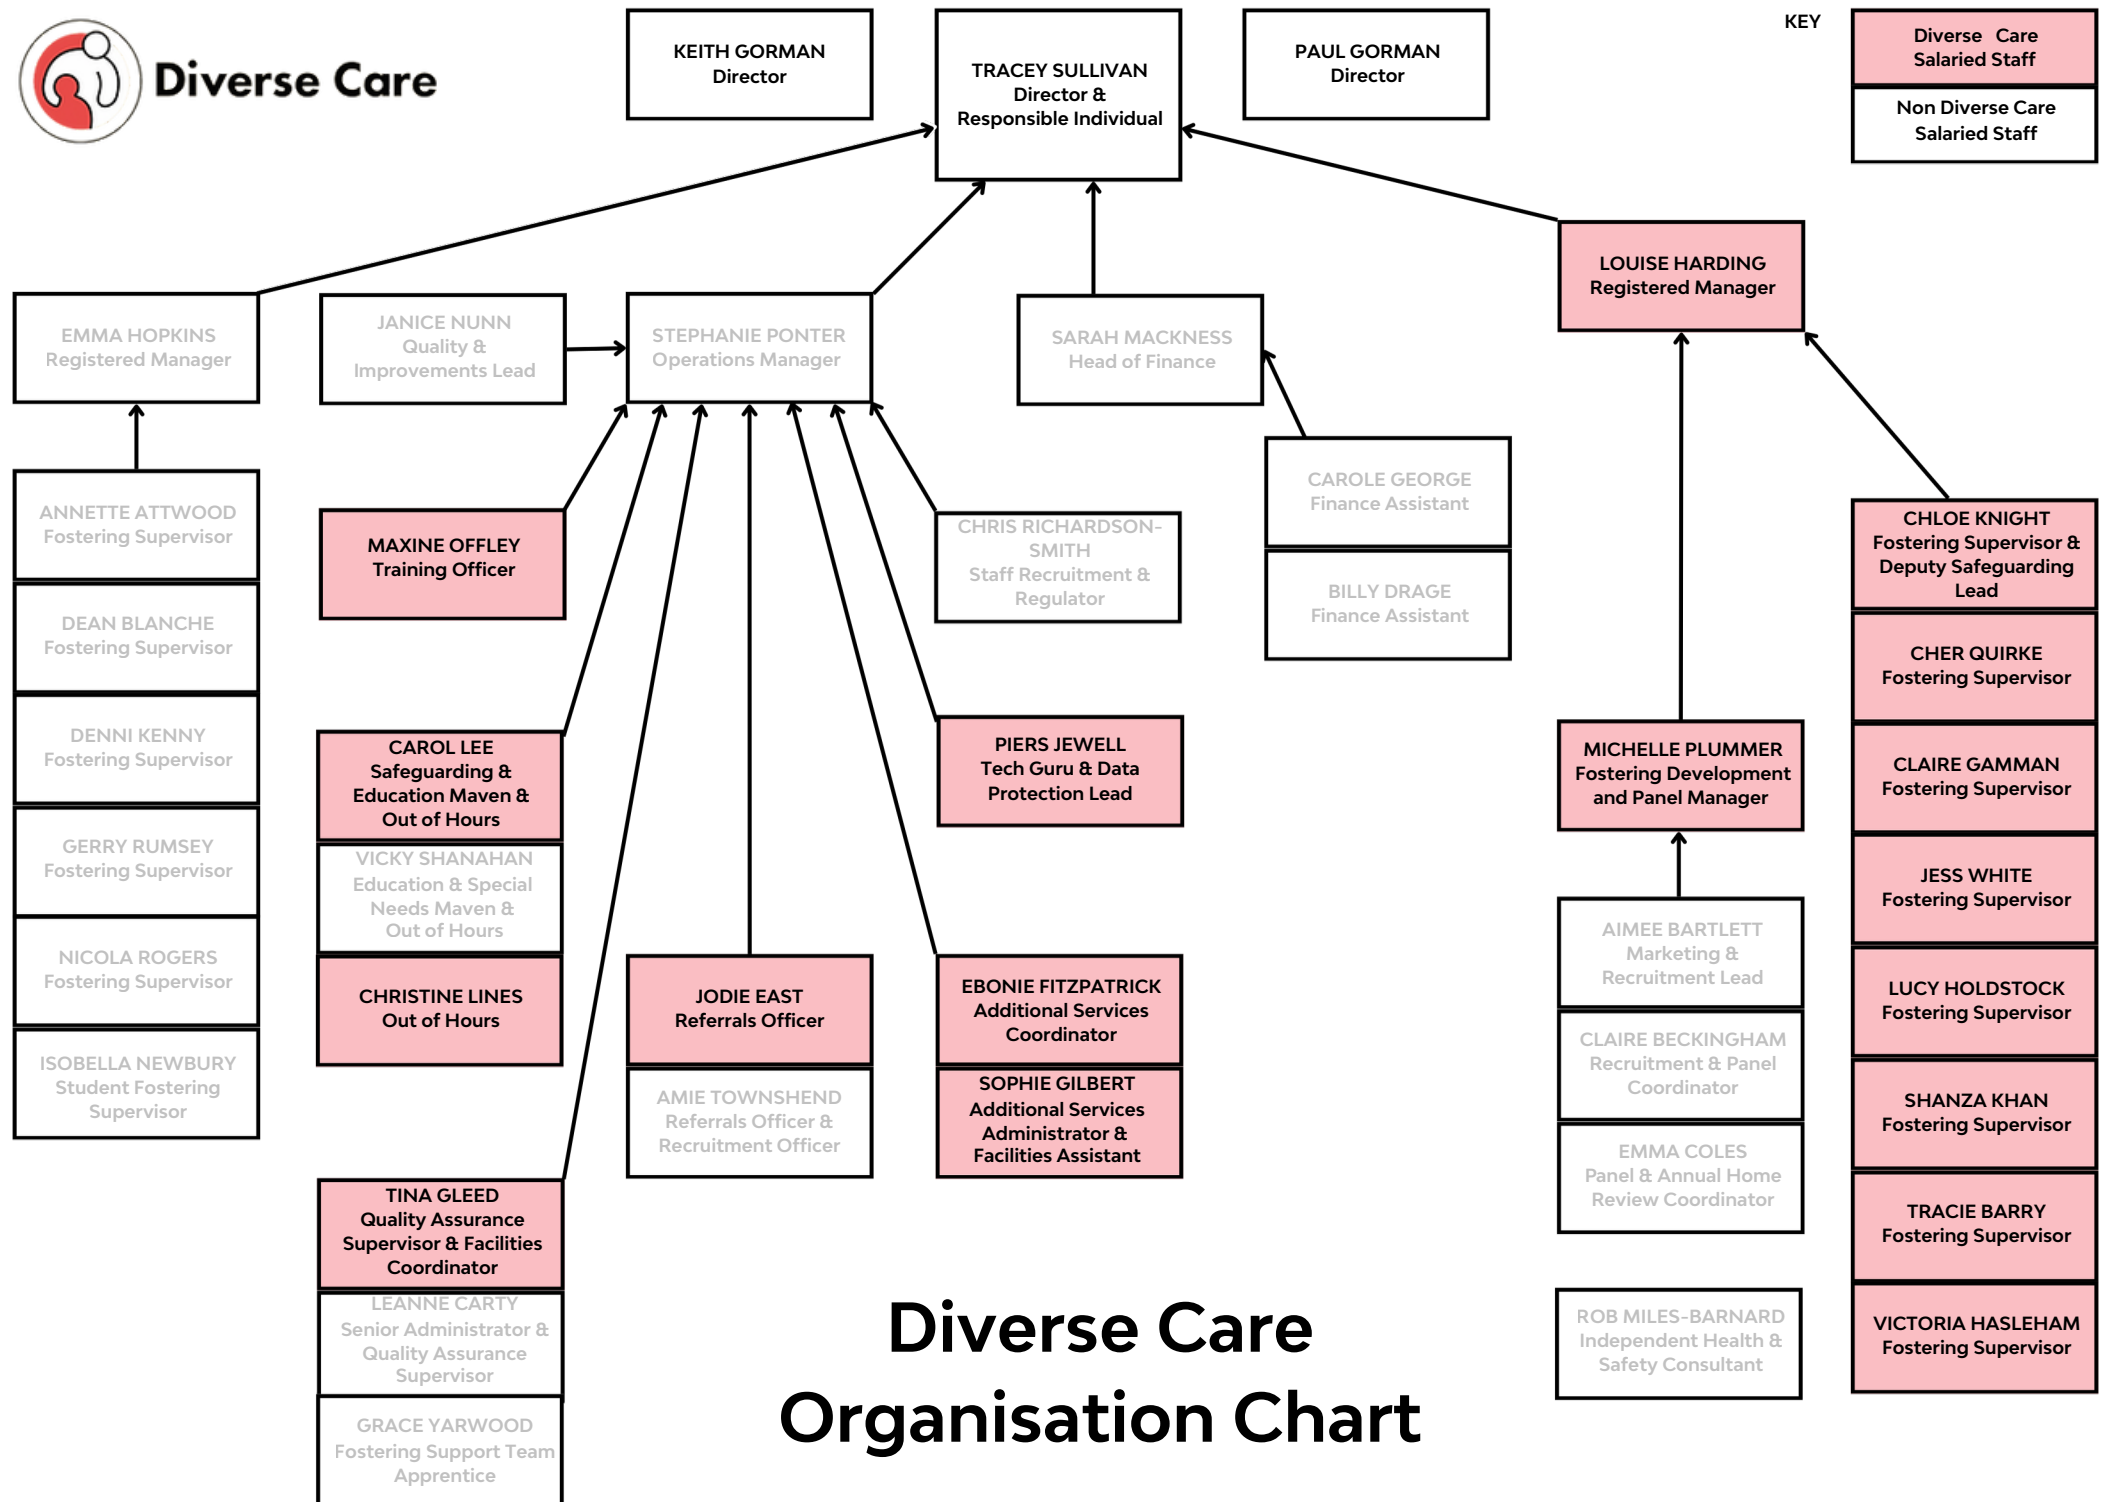 Diverse Care
KEITH GORMAN
Director
TRACEY SULLIVAN
Director &
Responsible Individual
PAUL GORMAN
Director
KEY
Diverse Care
Salaried Staff
Non Diverse Care
Salaried Staff
LOUISE HARDING
Registered Manager
EMMA HOPKINS
Registered Manager
JANICE NUNN
Quality &
Improvements Lead
STEPHANIE PONTER
Operations Manager
SARAH MACKNESS
Head of Finance
ANNETTE ATTWOOD
Fostering Supervisor
DEAN BLANCHE
Fostering Supervisor
DENNI KENNY
Fostering Supervisor
GERRY RUMSEY
Fostering Supervisor
NICOLA ROGERS
Fostering Supervisor
ISOBELLA NEWBURY
Student Fostering
Supervisor
MAXINE OFFLEY
Training Officer
CAROL LEE
Safeguarding &
Education Maven &
Out of Hours
VICKY SHANAHAN
Education & Special
Needs Maven &
Out of Hours
CHRISTINE LINES
Out of Hours
TINA GLEED
Quality Assurance
Supervisor & Facilities
Coordinator
LEANNE CARTY
Senior Administrator &
Quality Assurance
Supervisor
GRACE YARWOOD
Fostering Support Team
Apprentice
JODIE EAST
Referrals Officer
AMIE TOWNSHEND
Referrals Officer &
Recruitment Officer
CHRIS RICHARDSON-
SMITH
Staff Recruitment &
Regulator
PIERS JEWELL
Tech Guru & Data
Protection Lead
EBONIE FITZPATRICK
Additional Services
Coordinator
SOPHIE GILBERT
Additional Services
Administrator &
Facilities Assistant
CAROLE GEORGE
Finance Assistant
BILLY DRAGE
Finance Assistant
MICHELLE PLUMMER
Fostering Development
and Panel Manager
AIMEE BARTLETT
Marketing &
Recruitment Lead
CLAIRE BECKINGHAM
Recruitment & Panel
Coordinator
EMMA COLES
Panel & Annual Home
Review Coordinator
ROB MILES-BARNARD
Independent Health &
Safety Consultant
CHLOE KNIGHT
Fostering Supervisor &
Deputy Safeguarding
Lead
CHER QUIRKE
Fostering Supervisor
CLAIRE GAMMAN
Fostering Supervisor
JESS WHITE
Fostering Supervisor
LUCY HOLDSTOCK
Fostering Supervisor
SHANZA KHAN
Fostering Supervisor
TRACIE BARRY
Fostering Supervisor
VICTORIA HASLEHAM
Fostering Supervisor
Diverse Care
Organisation Chart